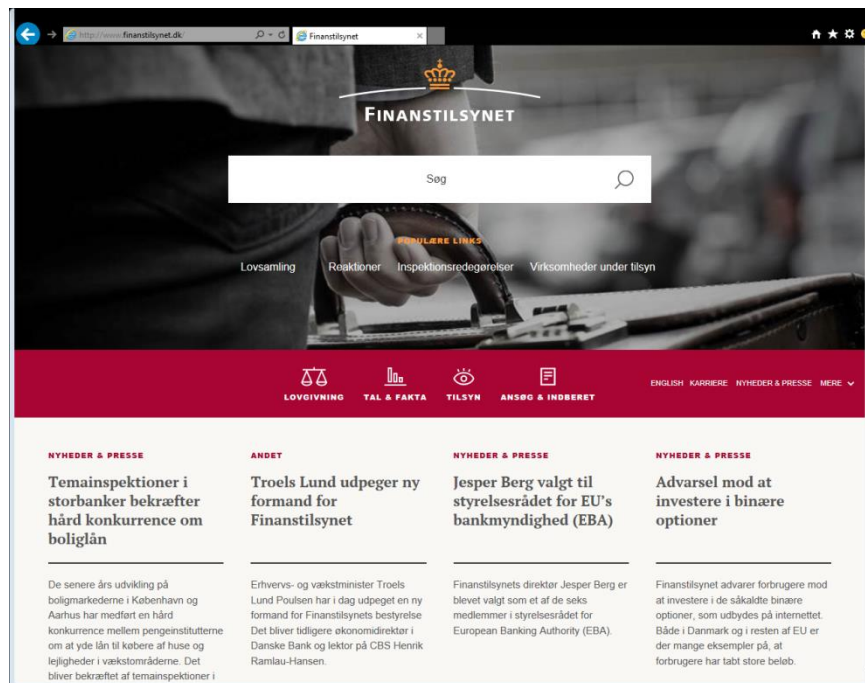 http://www.finanstilsynet.dk/
Finanstilsynet
FINANSTILSYNET
Søg
POPULÆRE LINKS
Lovsamling Reaktioner Inspektionsredegørelser Virksomheder under tilsyn
LOVGIVNING TAL & FAKTA TILSYN ANSØG & INDBERET
ENGLISH KARRIERE NYHEDER & PRESSE MERE
NYHEDER & PRESSE
Temainspektioner i
storbanker bekræfter
hård konkurrence om
boliglån
De senere års udvikling på
boligmarkederne i København og
Aarhus har medført en hård
konkurrence mellem pengeinstitutterne
om at yde lån til købere af huse og
lejligheder i vækstområderne. Det
bliver bekræftet af temainspektioner i
ANDET
Troels Lund udpeger ny
formand for
Finanstilsynet
Erhvervs- og vækstminister Troels
Lund Poulsen har i dag udpeget en ny
formand for Finanstilsynets bestyrelse
Det bliver tidligere økonomidirektør i
Danske Bank og lektor på CBS Henrik
Ramlau-Hansen.
NYHEDER & PRESSE
Jesper Berg valgt til
styrelsesrådet for EU's
bankmyndighed (EBA)
Finanstilsynets direktør Jesper Berg er
blevet valgt som et af de seks
medlemmer i styrelsesrådet for
European Banking Authority (EBA).
NYHEDER & PRESSE
Advarsel mod at
investere i binære
optioner
Finanstilsynet advarer forbrugere mod
at investere i de såkaldte binære
optioner, som udbydes på internettet.
Både i Danmark og i resten af EU er
der mange eksempler på, at
forbrugere har tabt store beløb.